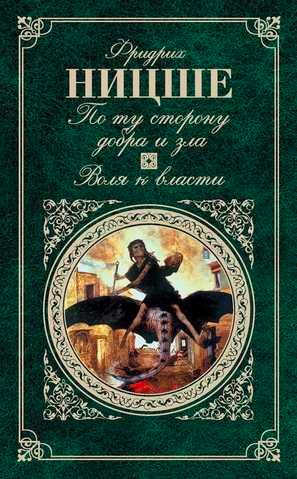 Фридрих
НИЦШЕ
По ту сторону
добра и зла
Воля к власти